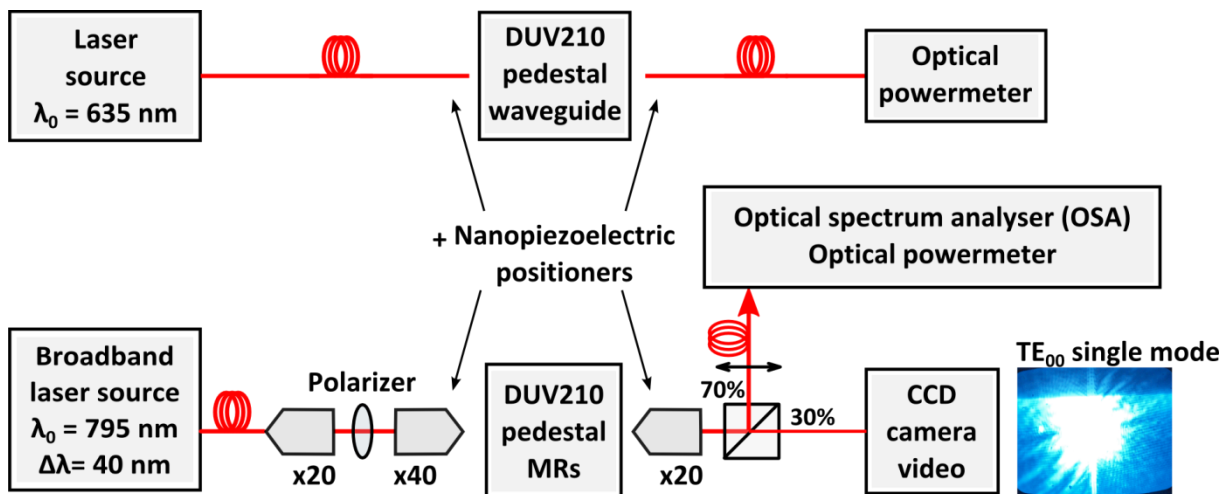 Laser
source
λ₀ = 635 nm
DUV210
pedestal
waveguide
Optical
powermeter
+ Nanopiezoelectric
positioners
Optical spectrum analyser (OSA)
Optical powermeter
Broadband
laser source
λ₀ = 795 nm
Δλ= 40 nm
x20
Polarizer
x40
DUV210
pedestal
MRs
x20
70%
30%
CCD
camera
video
TE₀₀ single mode